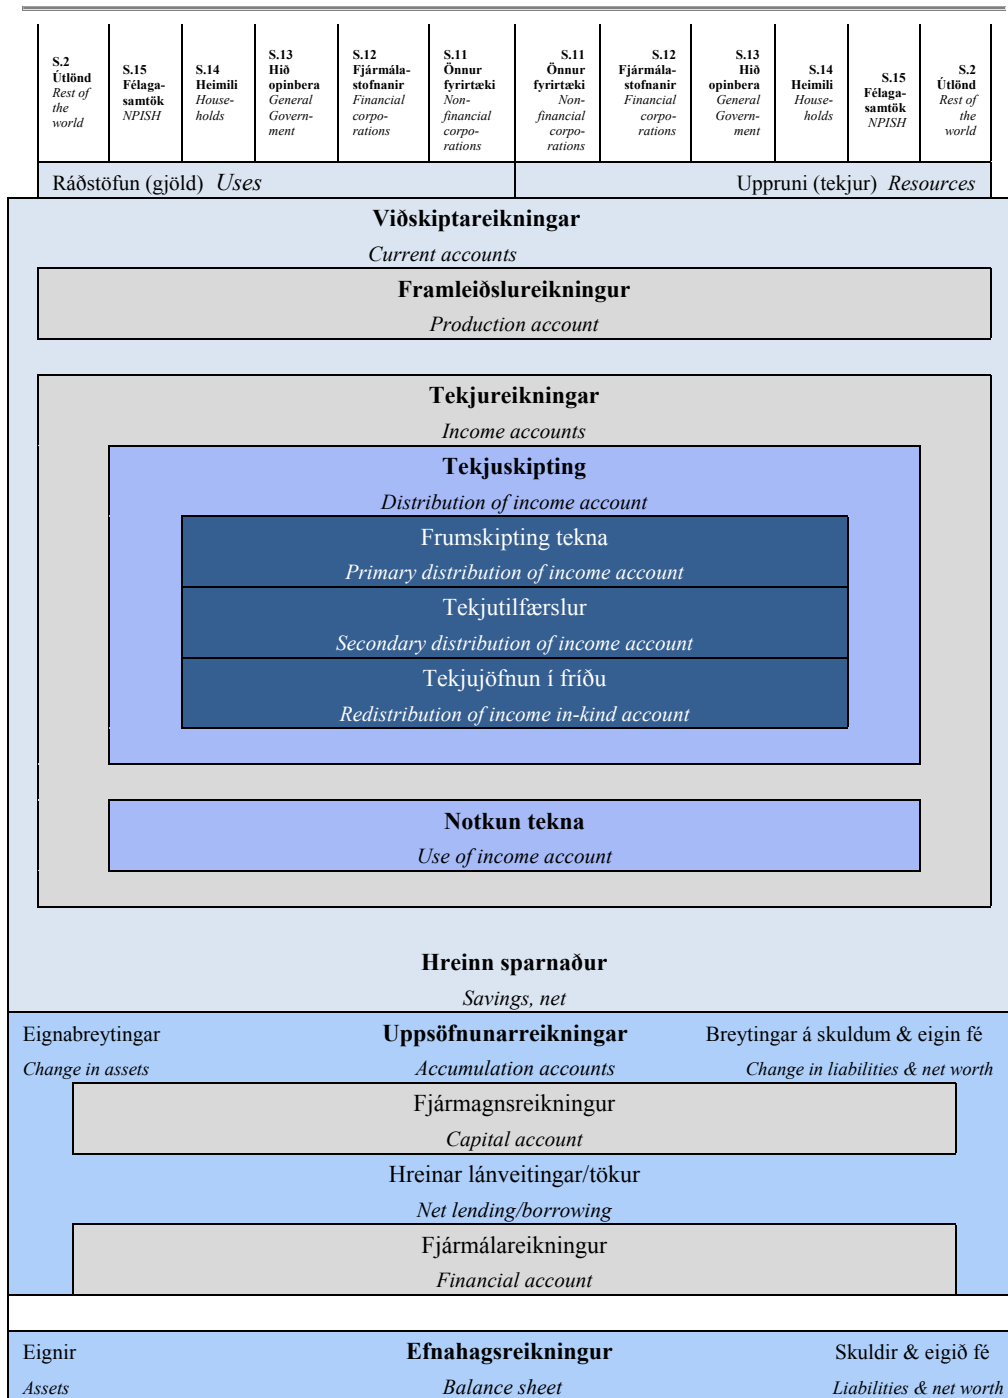 S.2
Útlönd
Rest of
the
world
S.15
Félaga-
samtök
NPISH
S.14
Heimili
House-
holds
S.13
Hið
opinbera
General
Govern-
ment
S.12
Fjármála-
stofnanir
Financial
corpo-
rations
S.11
Önnur
fyrirtæki
Non-
financial
corpo-
rations
S.11
Önnur
fyrirtæki
Non-
financial
corpo-
rations
S.12
Fjármála-
stofnanir
Financial
corpo-
rations
S.13
Hið
opinbera
General
Govern-
ment
S.14
Heimili
House-
holds
S.15
Félaga-
samtök
NPISH
S.2
Útlönd
Rest of
the
world
Ráðstöfun (gjöld) Uses
Uppruni (tekjur) Resources
Viðskiptareikningar
Current accounts
Framleiðslureikningur
Production account
Tekjureikningar
Income accounts
Tekjuskipting
Distribution of income account
Frumskipting tekna
Primary distribution of income account
Tekjutilfærslur
Secondary distribution of income account
Tekjujöfnun í fríðu
Redistribution of income in-kind account
Notkun tekna
Use of income account
Hreinn sparnaður
Savings, net
Eignabreytingar Uppsöfnunarreikningar Breytingar á skuldum & eigin fé
Change in assets Accumulation accounts Change in liabilities & net worth
Fjármagnsreikningur
Capital account
Hreinar lánveitingar/tökur
Net lending/borrowing
Fjármálareikningur
Financial account
Eignir Efnahagsreikningur Skuldir & eigið fé
Assets Balance sheet Liabilities & net worth